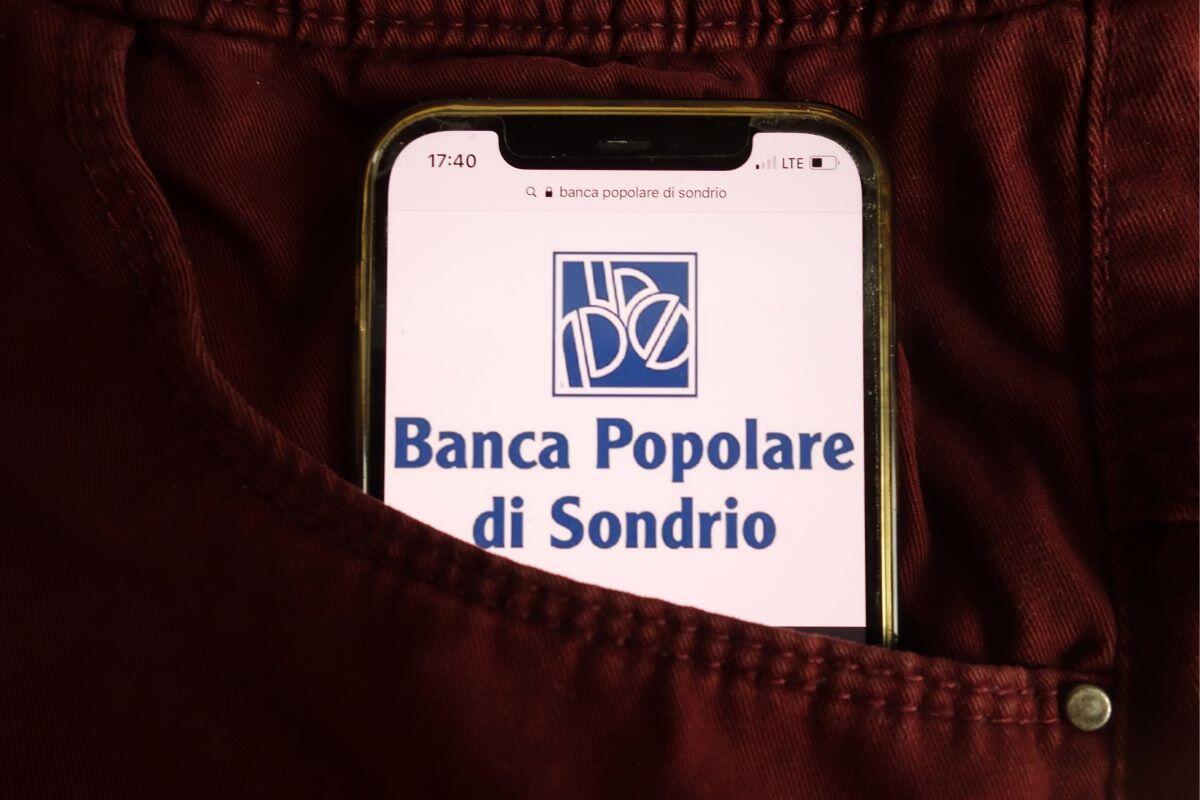 17:40 LTE
banca popolare di sondrio
Banca Popolare
di Sondrio